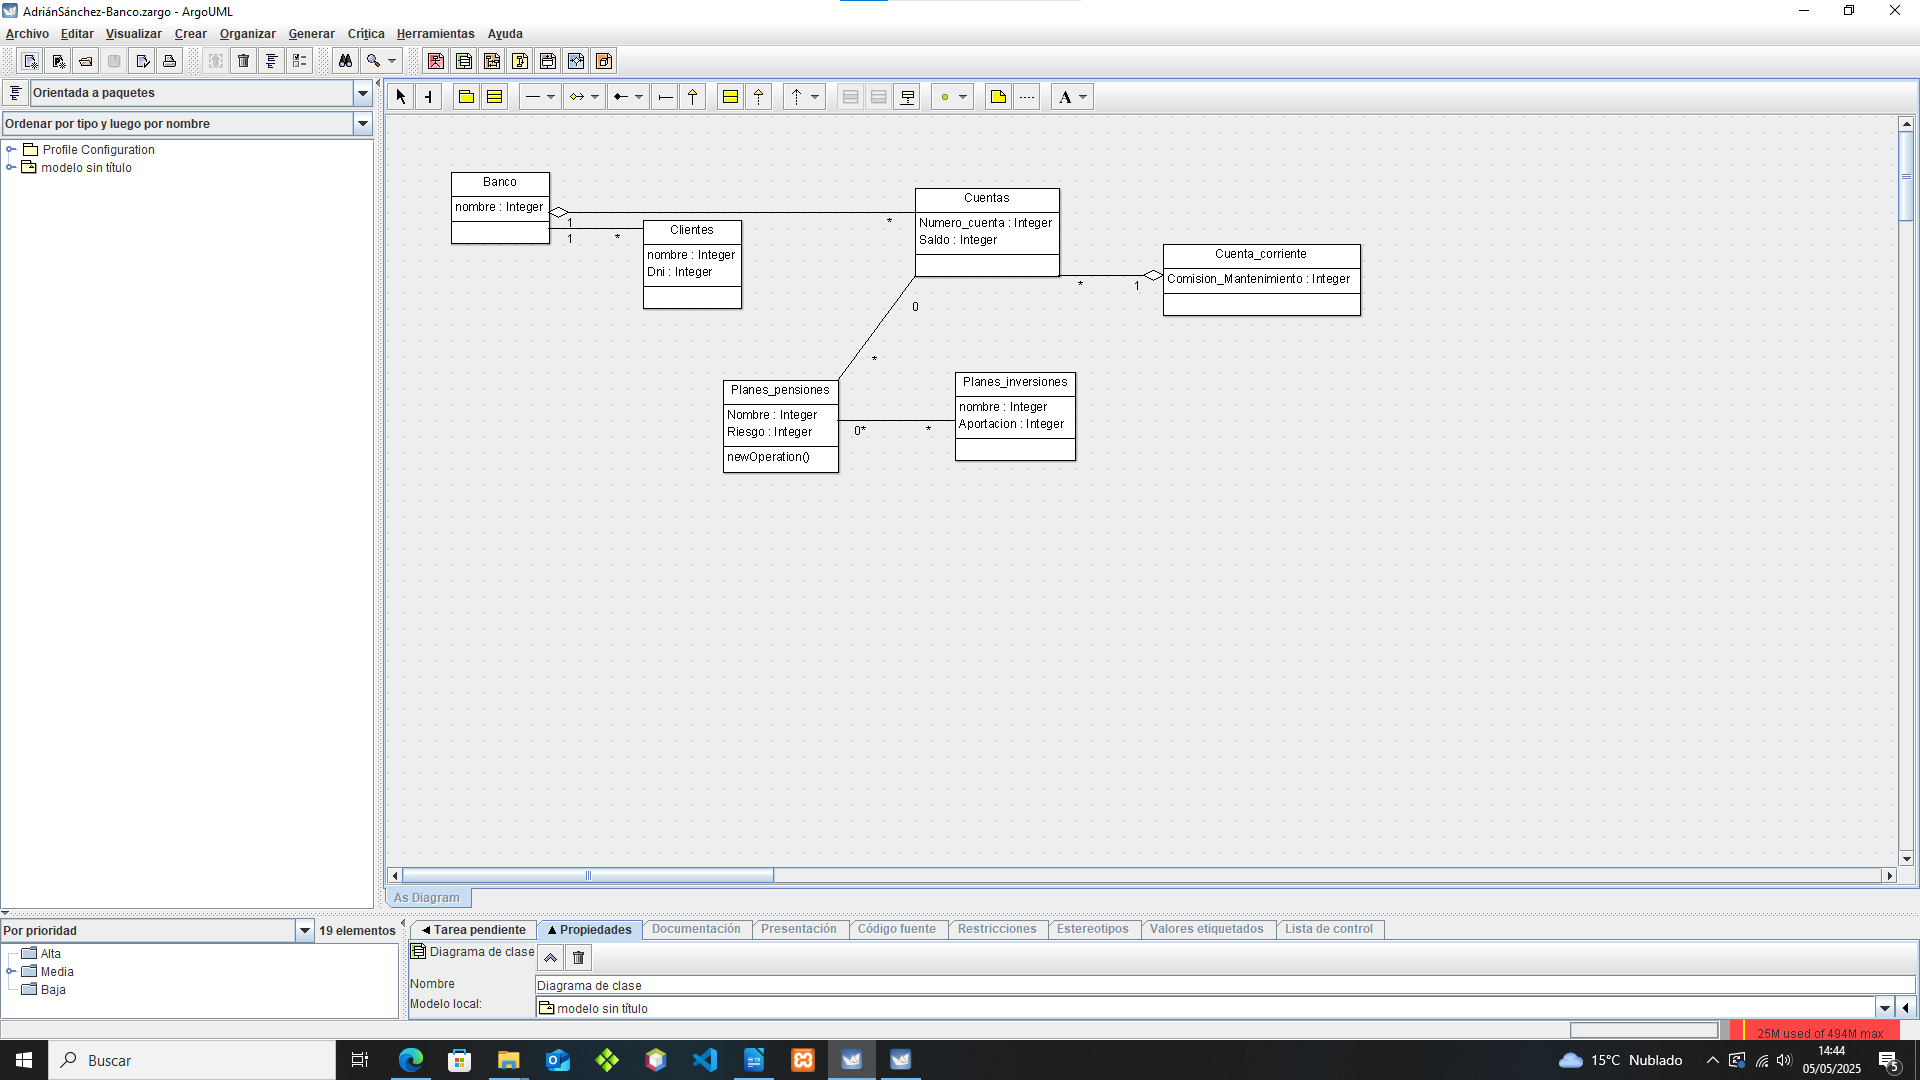 AdriánSánchez-Banco.zargo - ArgoUML
Archivo Editar Visualizar Crear Organizar Generar Crítica Herramientas Ayuda
Orientada a paquetes
Ordenar por tipo y luego por nombre
Profile Configuration
modelo sin título
A
Banco
nombre : Integer
1
*
1
*
Clientes
nombre : Integer
Dni : Integer
Cuentas
Numero_cuenta : Integer
Saldo : Integer
*
1
Cuenta_corriente
Comision_Mantenimiento : Integer
0
*
Planes_pensiones
Nombre : Integer
Riesgo : Integer
newOperation()
0*
*
Planes_inversiones
nombre : Integer
Aportacion : Integer
As Diagram
Por prioridad
19 elementos
Alta
Media
Baja
Tarea pendiente Propiedades Documentación Presentación Código fuente Restricciones Estereotipos Valores etiquetados Lista de control
Diagrama de clase
Nombre
Diagrama de clase
Modelo local:
modelo sin título
25M used of 494M max
Buscar
15°C Nublado
14:44
05/05/2025
5